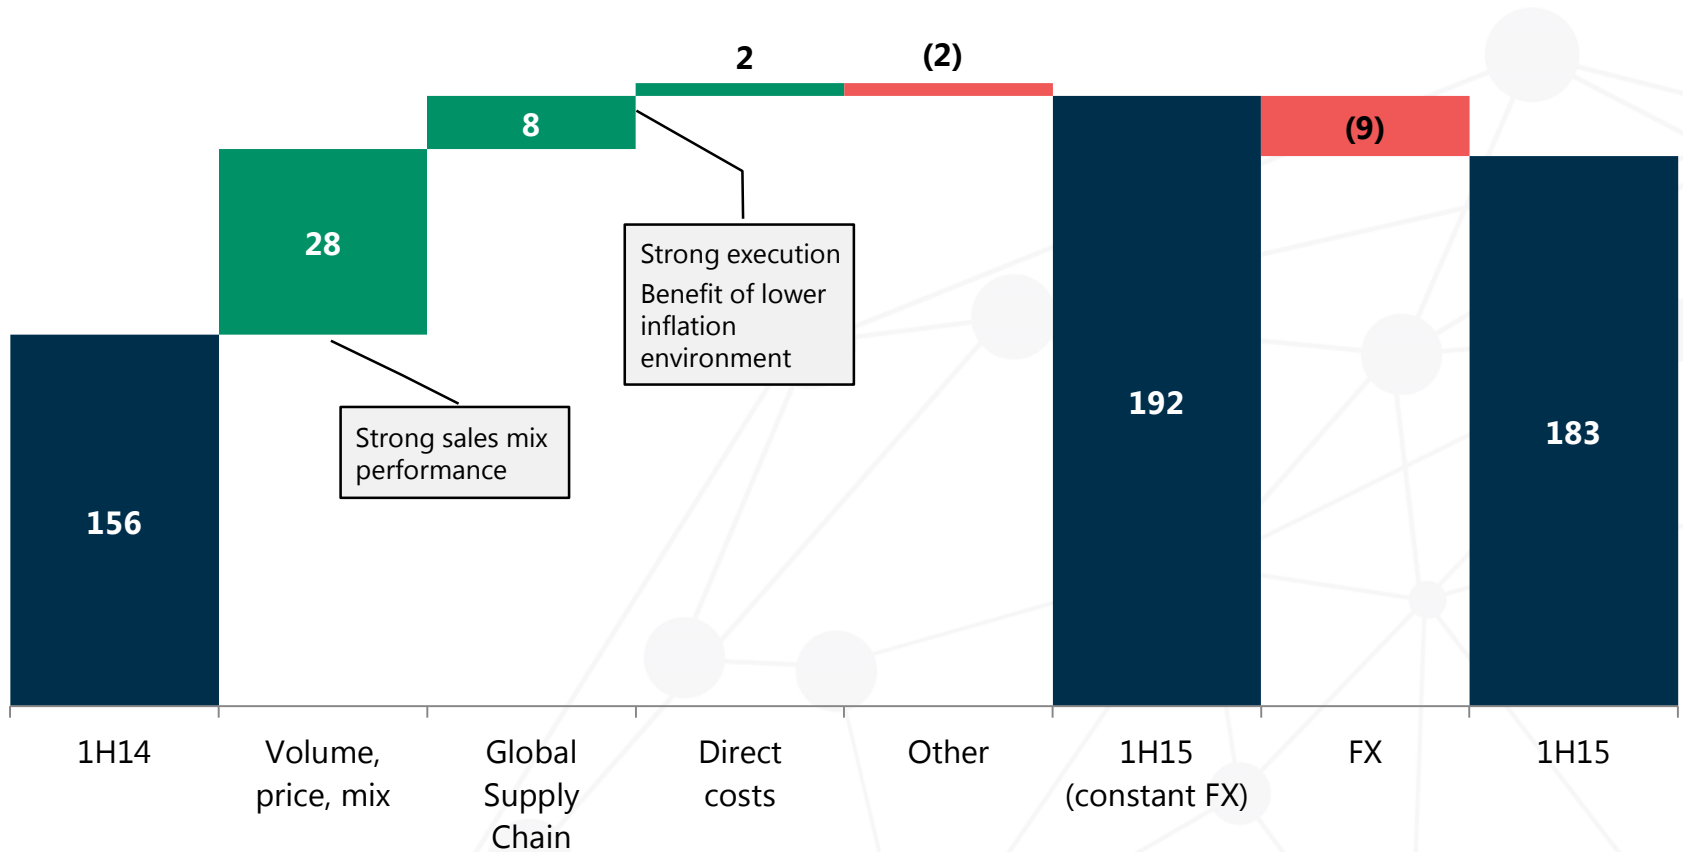 2
(2)
8
(9)
28
Strong execution
Benefit of lower
inflation
environment
192
183
Strong sales mix
performance
156
1H14
Volume,
price, mix
Global
Supply
Chain
Direct
costs
Other
1H15
(constant FX)
FX
1H15